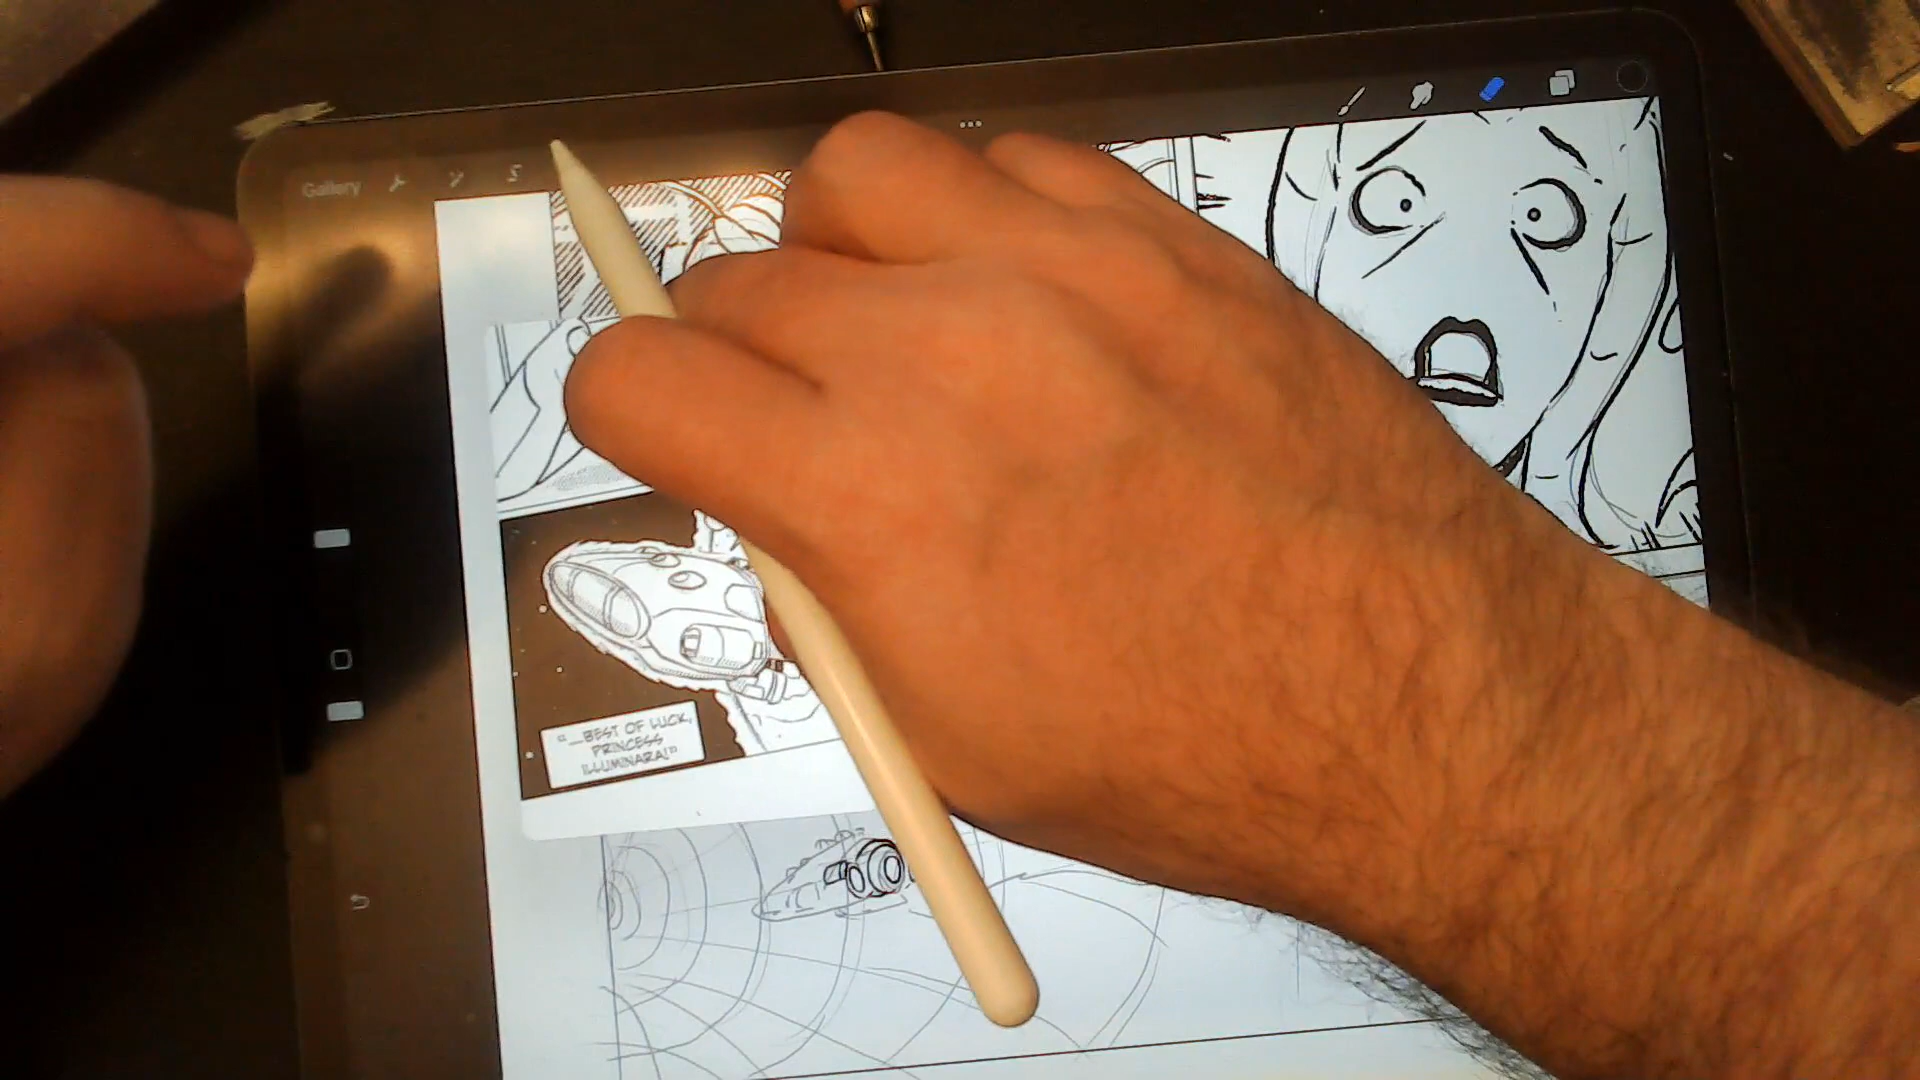 Gallery
"—BEST OF LUCK,
PRINCESS
ILLUMINARA!"